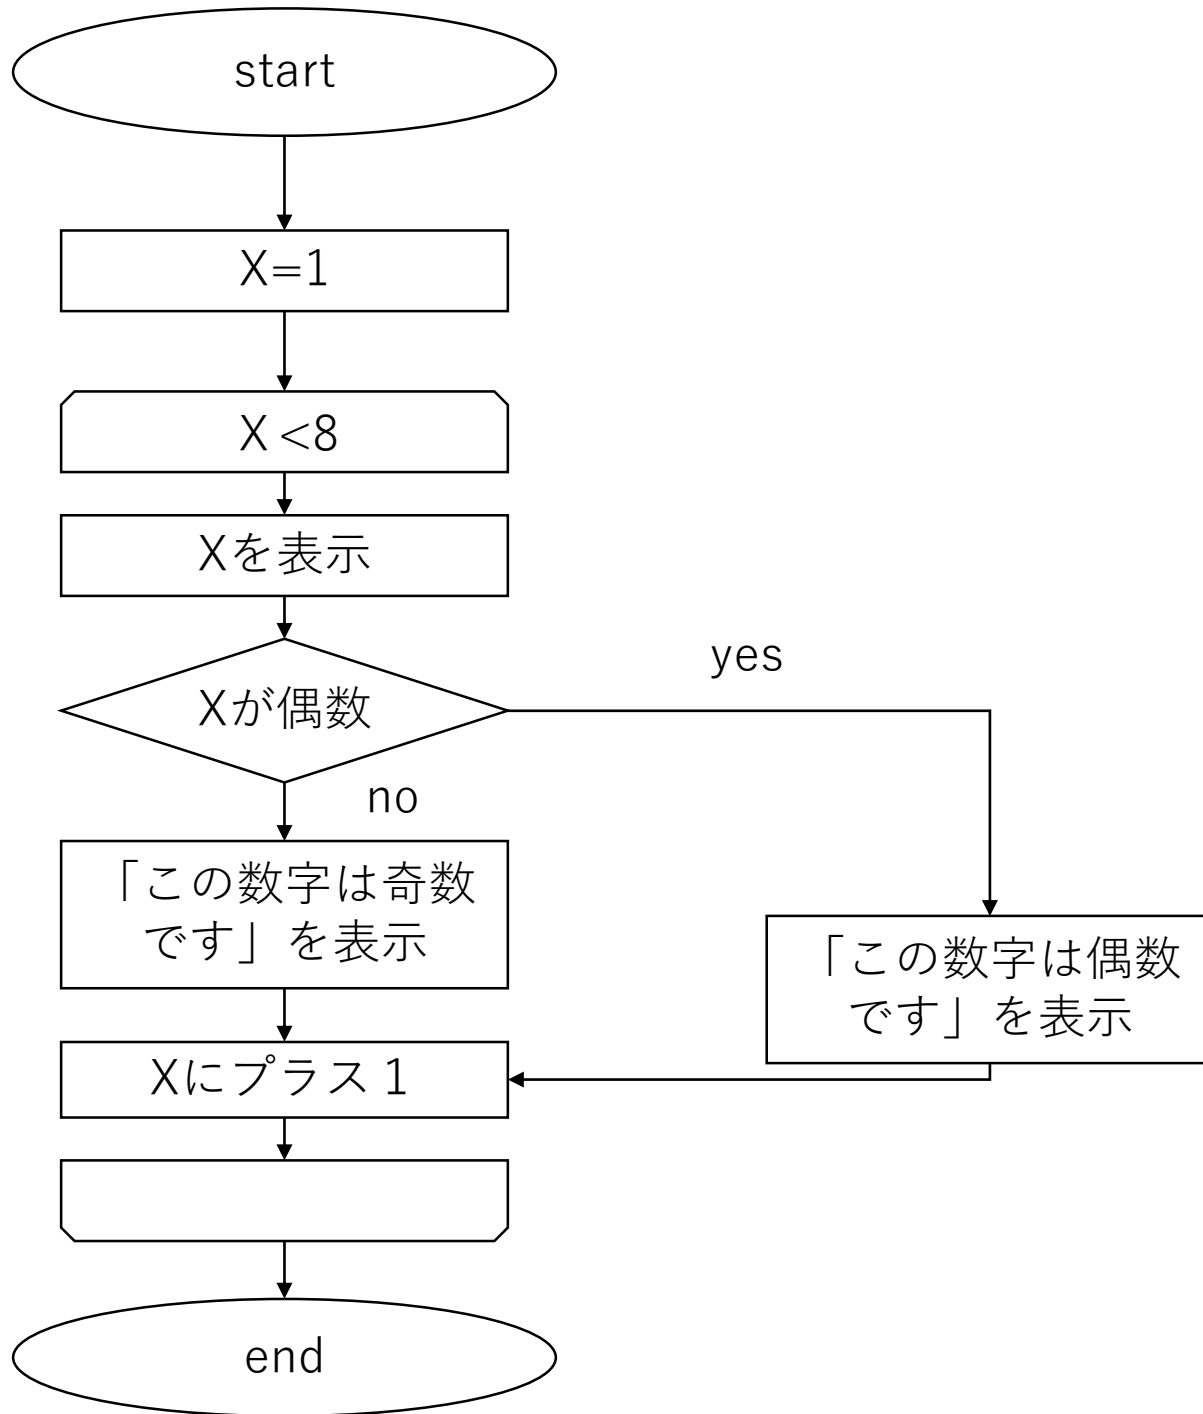 start
X=1
X <8
Xを表示
Xが偶数
yes
no
「この数字は奇数
です」を表示
「この数字は偶数
です」を表示
Xにプラス１
end